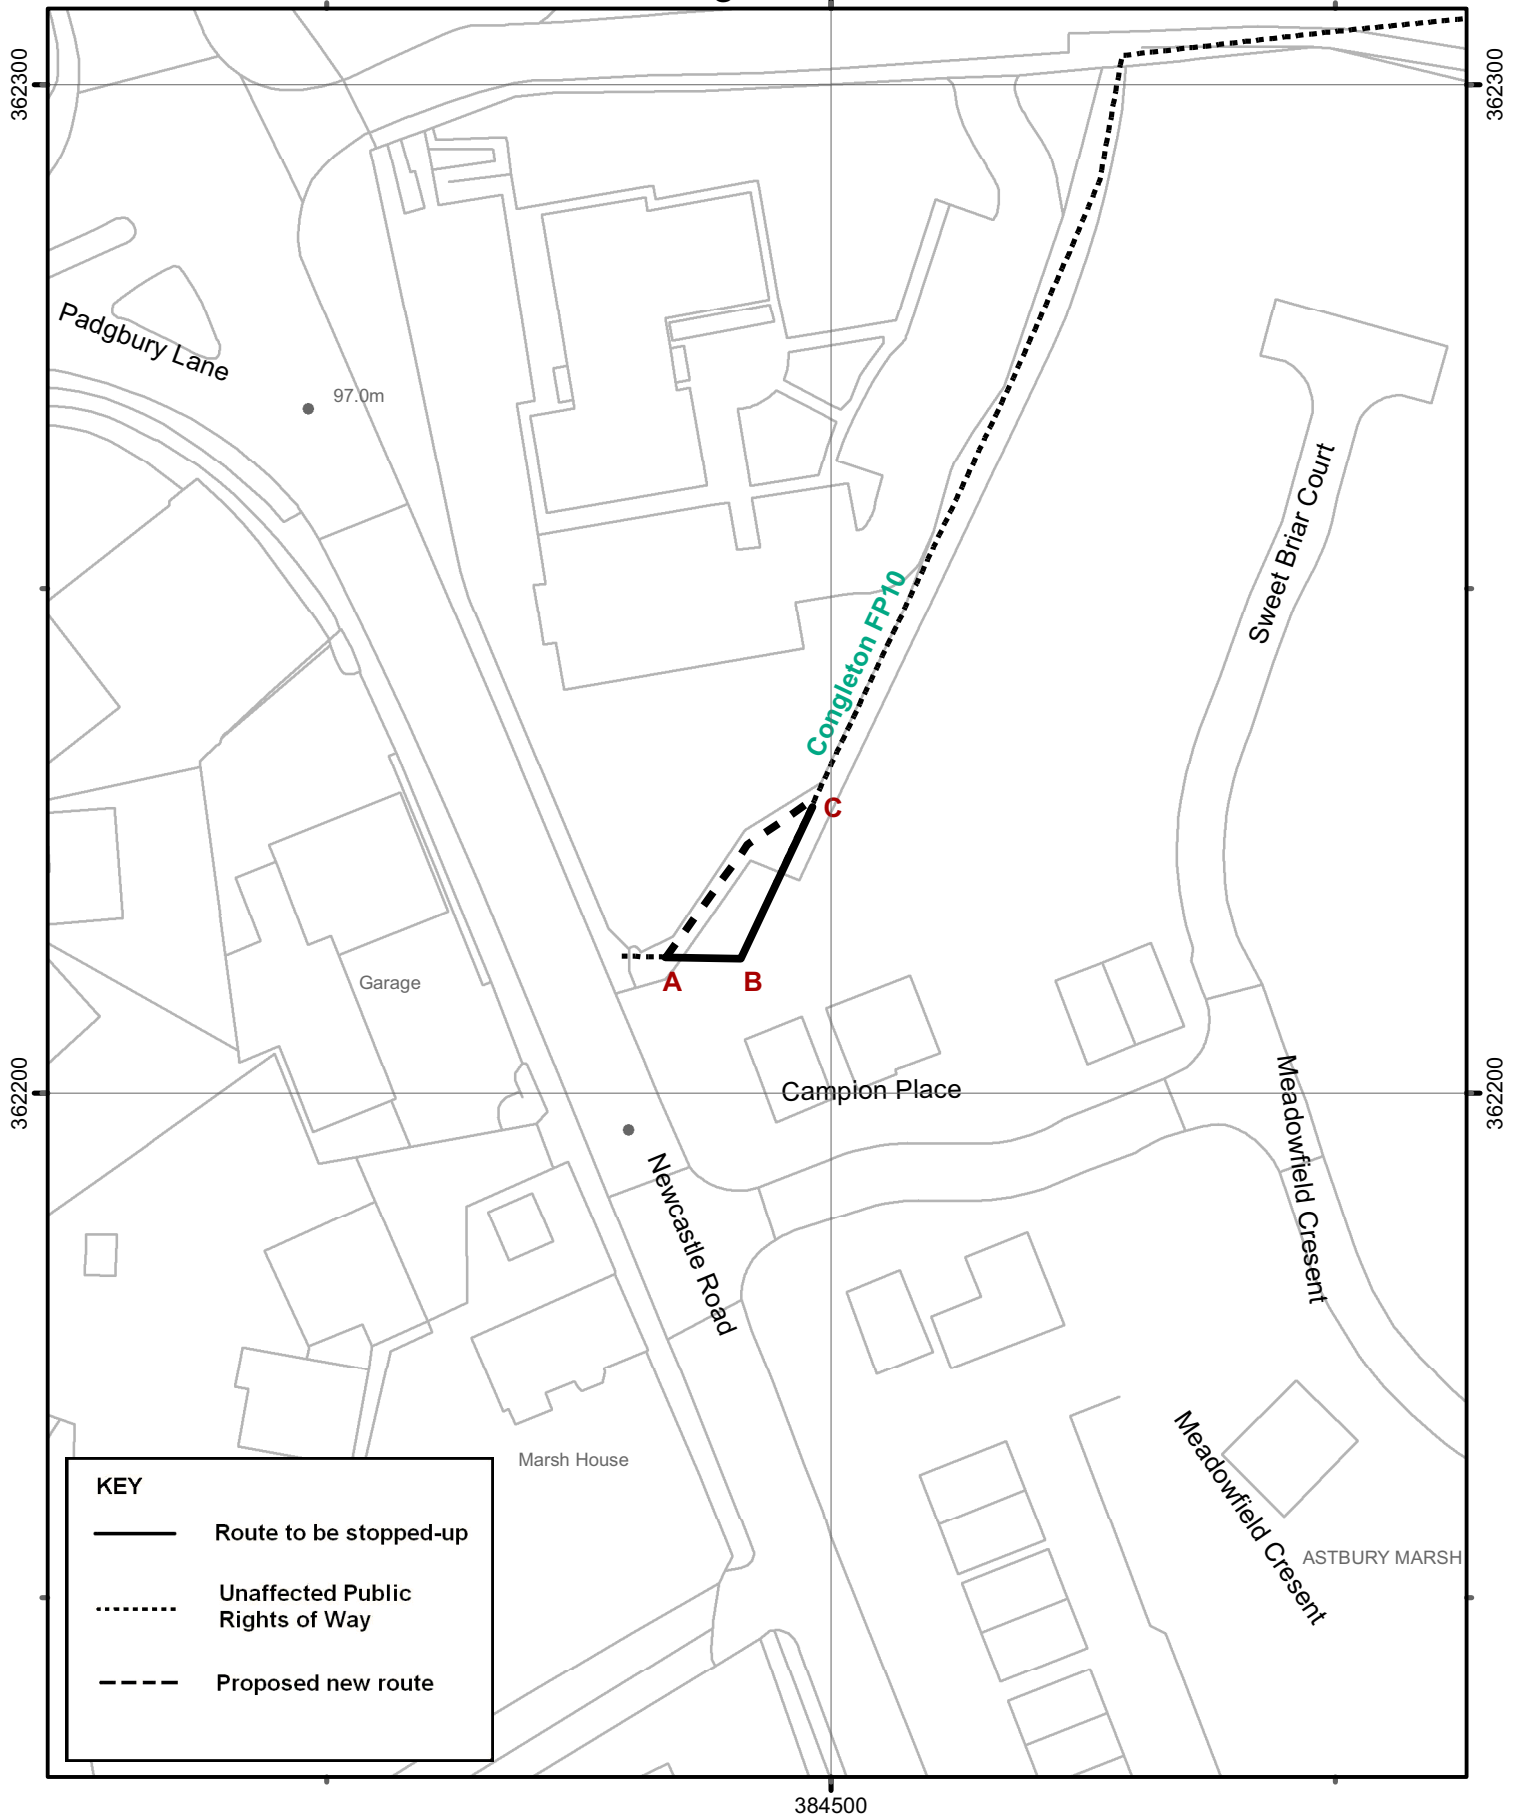 362300
362300
Padgbury Lane
97.0m
Sweet Briar Court
Congleton FP10
C
A
B
Garage
362200
362200
Campion Place
Meadowfield Cresent
Newcastle Road
Marsh House
Meadowfield Cresent
ASTBURY MARSH
KEY
Route to be stopped-up
Unaffected Public
Rights of Way
Proposed new route
384500